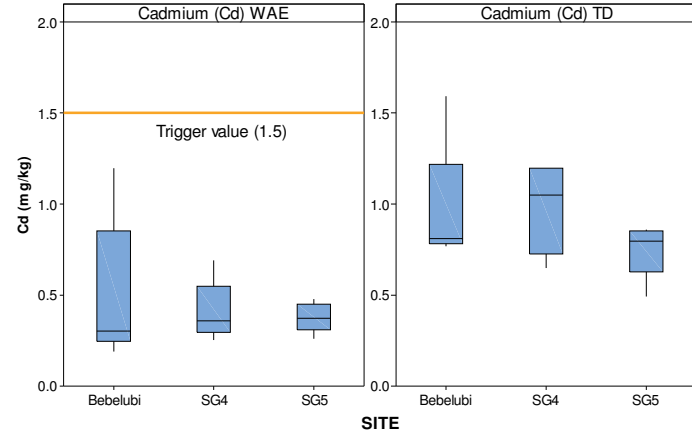 Cadmium (Cd) WAE
Cadmium (Cd) TD
2.0
1.5
1.0
0.5
0.0
2.0
1.5
1.0
0.5
0.0
Trigger value (1.5)
Cd (mg/kg)
Bebelubi SG4 SG5
Bebelubi SG4 SG5
SITE